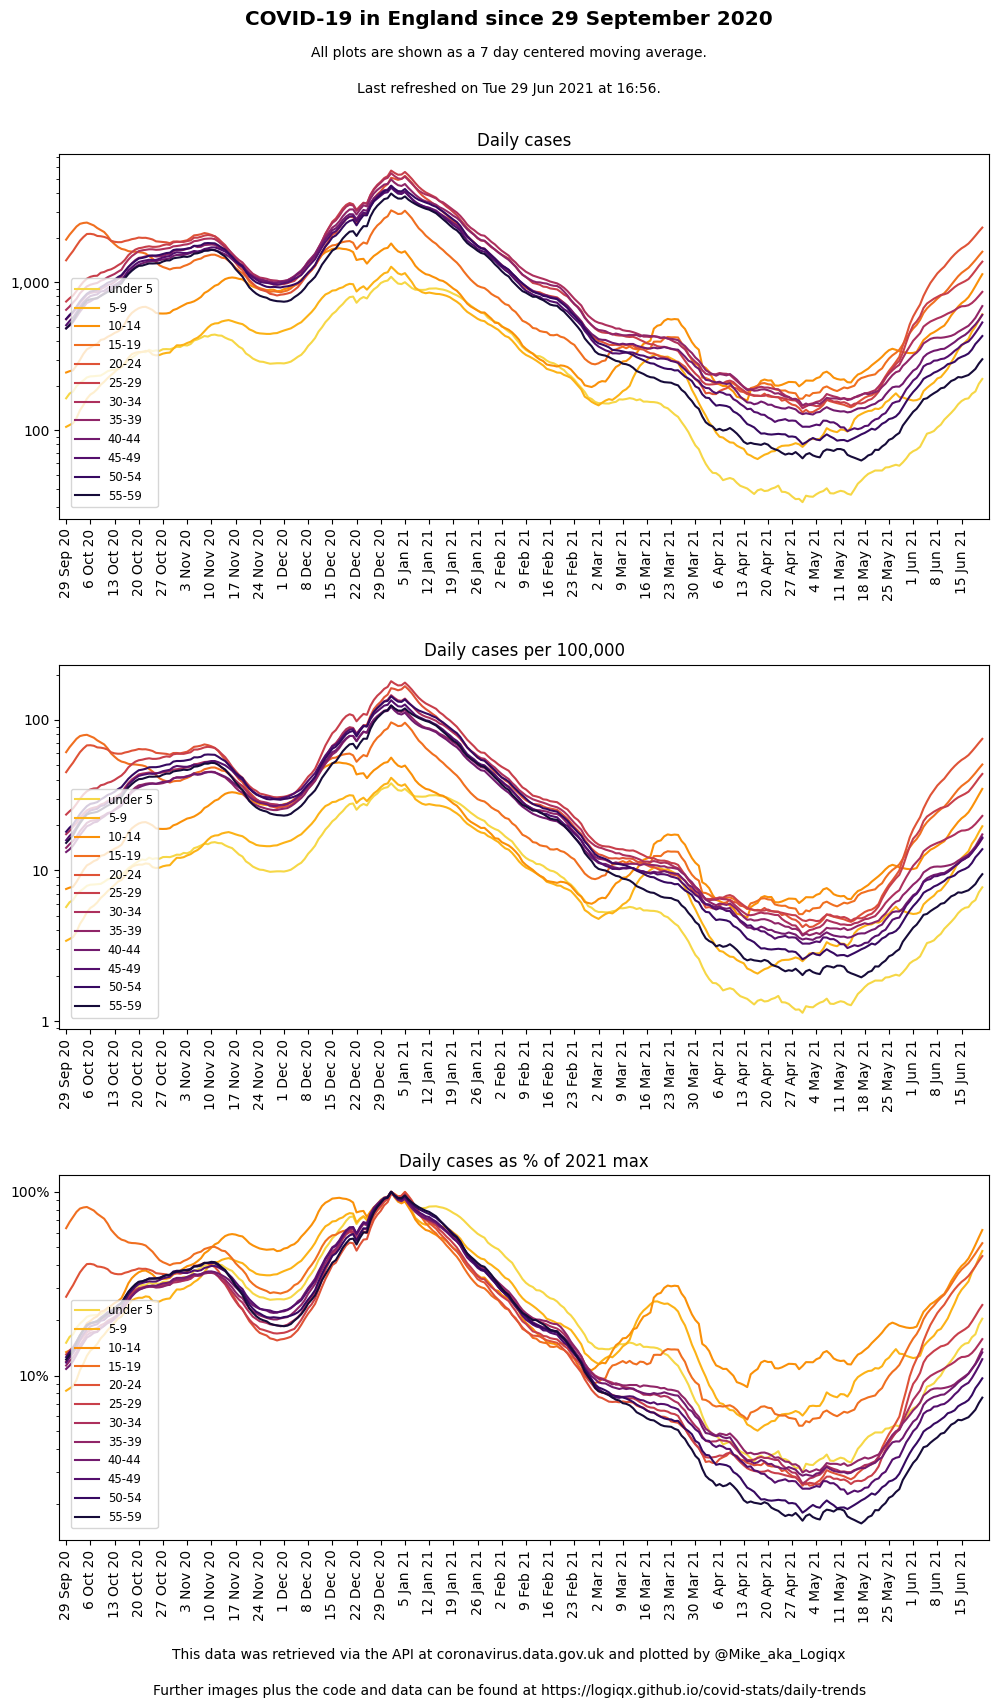 COVID-19 in England since 29 September 2020
All plots are shown as a 7 day centered moving average.
Last refreshed on Tue 29 Jun 2021 at 16:56.
Daily cases
1,000
100
under 5
5-9
10-14
15-19
20-24
25-29
30-34
35-39
40-44
45-49
50-54
55-59
29 Sep 20
6 Oct 20
13 Oct 20
20 Oct 20
27 Oct 20
3 Nov 20
10 Nov 20
17 Nov 20
24 Nov 20
1 Dec 20
8 Dec 20
15 Dec 20
22 Dec 20
29 Dec 20
5 Jan 21
12 Jan 21
19 Jan 21
26 Jan 21
2 Feb 21
9 Feb 21
16 Feb 21
23 Feb 21
2 Mar 21
9 Mar 21
16 Mar 21
23 Mar 21
30 Mar 21
6 Apr 21
13 Apr 21
20 Apr 21
27 Apr 21
4 May 21
11 May 21
18 May 21
25 May 21
1 Jun 21
8 Jun 21
15 Jun 21
Daily cases per 100,000
100
10
1
under 5
5-9
10-14
15-19
20-24
25-29
30-34
35-39
40-44
45-49
50-54
55-59
29 Sep 20
6 Oct 20
13 Oct 20
20 Oct 20
27 Oct 20
3 Nov 20
10 Nov 20
17 Nov 20
24 Nov 20
1 Dec 20
8 Dec 20
15 Dec 20
22 Dec 20
29 Dec 20
5 Jan 21
12 Jan 21
19 Jan 21
26 Jan 21
2 Feb 21
9 Feb 21
16 Feb 21
23 Feb 21
2 Mar 21
9 Mar 21
16 Mar 21
23 Mar 21
30 Mar 21
6 Apr 21
13 Apr 21
20 Apr 21
27 Apr 21
4 May 21
11 May 21
18 May 21
25 May 21
1 Jun 21
8 Jun 21
15 Jun 21
Daily cases as % of 2021 max
100%
10%
under 5
5-9
10-14
15-19
20-24
25-29
30-34
35-39
40-44
45-49
50-54
55-59
29 Sep 20
6 Oct 20
13 Oct 20
20 Oct 20
27 Oct 20
3 Nov 20
10 Nov 20
17 Nov 20
24 Nov 20
1 Dec 20
8 Dec 20
15 Dec 20
22 Dec 20
29 Dec 20
5 Jan 21
12 Jan 21
19 Jan 21
26 Jan 21
2 Feb 21
9 Feb 21
16 Feb 21
23 Feb 21
2 Mar 21
9 Mar 21
16 Mar 21
23 Mar 21
30 Mar 21
6 Apr 21
13 Apr 21
20 Apr 21
27 Apr 21
4 May 21
11 May 21
18 May 21
25 May 21
1 Jun 21
8 Jun 21
15 Jun 21
This data was retrieved via the API at coronavirus.data.gov.uk and plotted by @Mike_aka_Logiqx
Further images plus the code and data can be found at https://logiqx.github.io/covid-stats/daily-trends